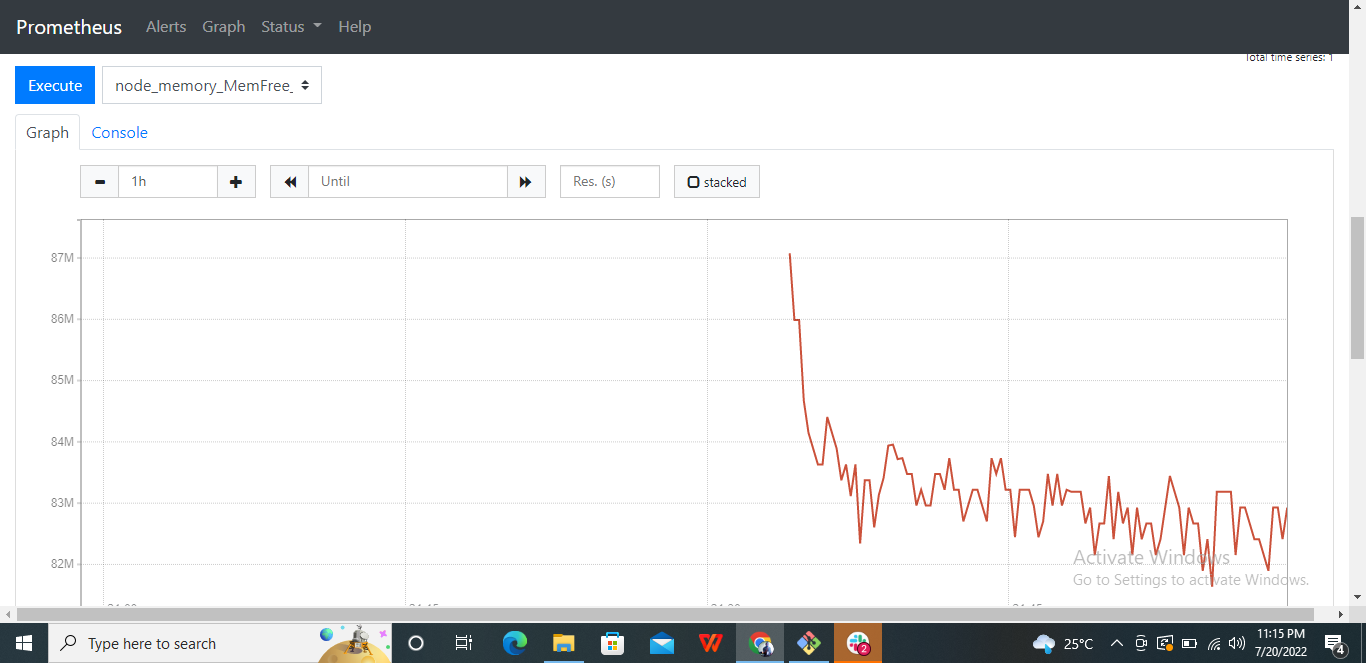 Prometheus Alerts Graph Status Help
Total time series: 1
Execute node_memory_MemFree_
Graph Console
1h Until Res. (s) stacked
87M
86M
85M
84M
83M
82M
Activate Windows
Go to Settings to activate Windows.
Type here to search 2 25°C 11:15 PM
7/20/2022 4